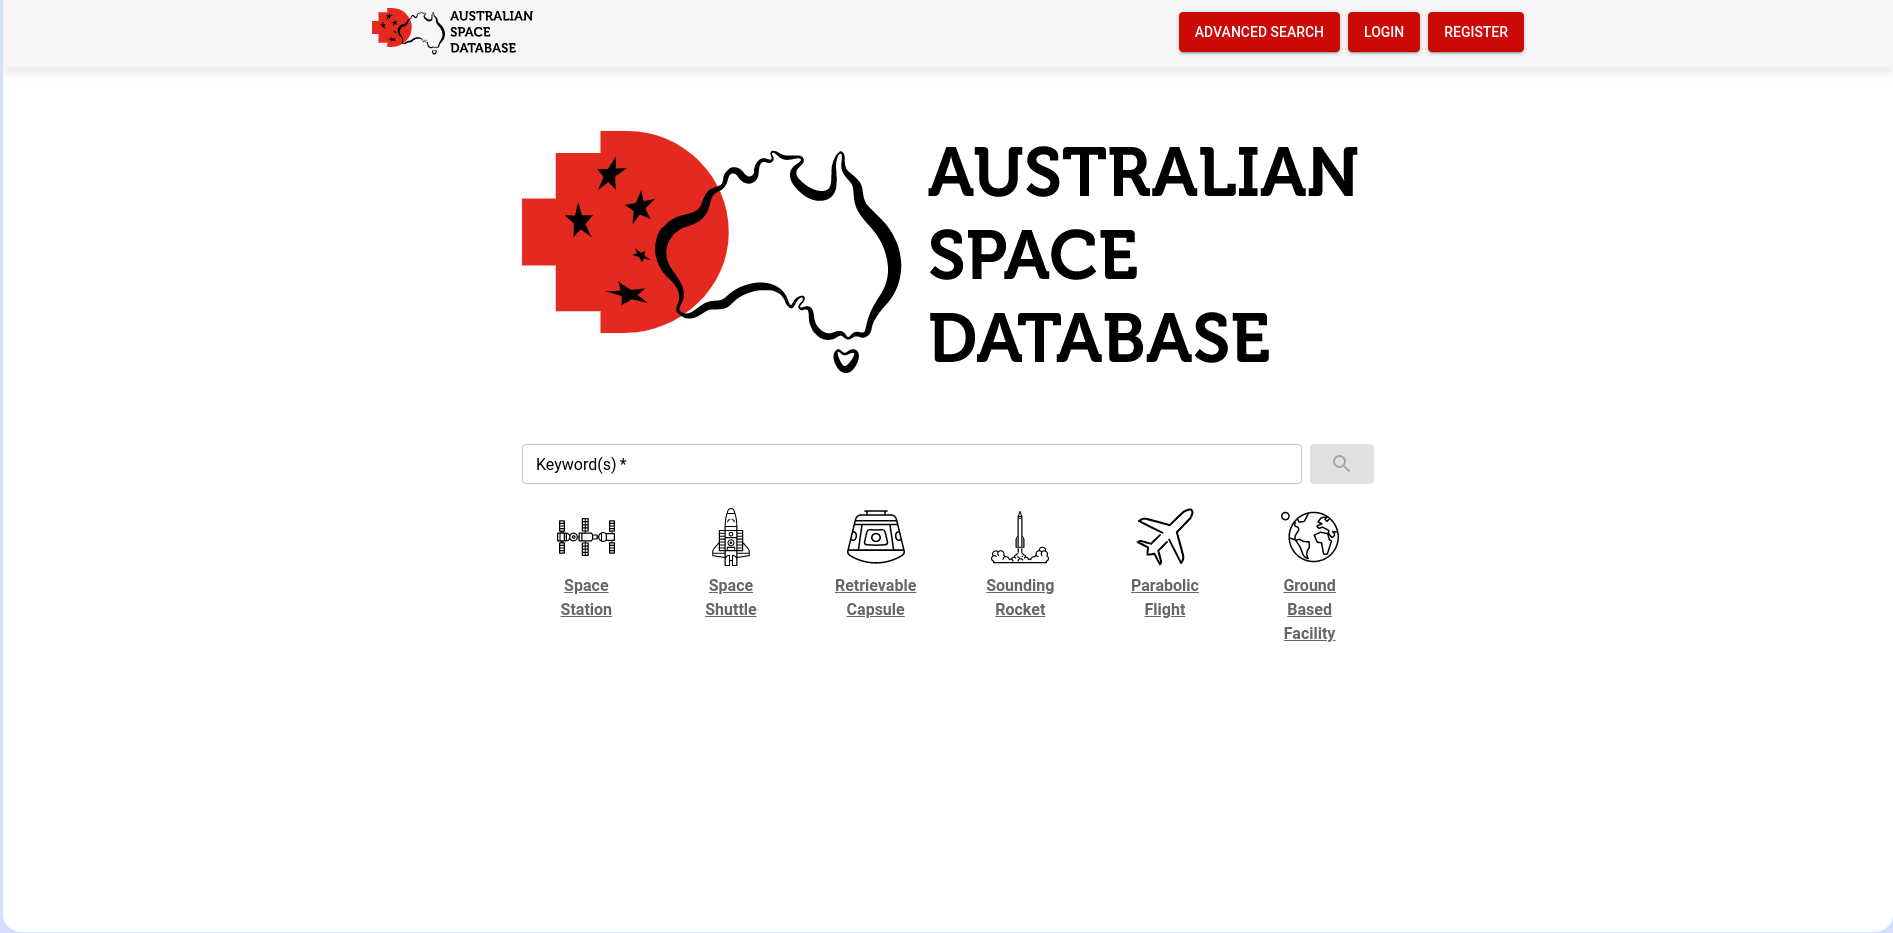 AUSTRALIAN
SPACE
DATABASE
ADVANCED SEARCH
LOGIN
REGISTER
AUSTRALIAN
SPACE
DATABASE
Keyword(s) *
Space
Station
Space
Shuttle
Retrievable
Capsule
Sounding
Rocket
Parabolic
Flight
Ground
Based
Facility